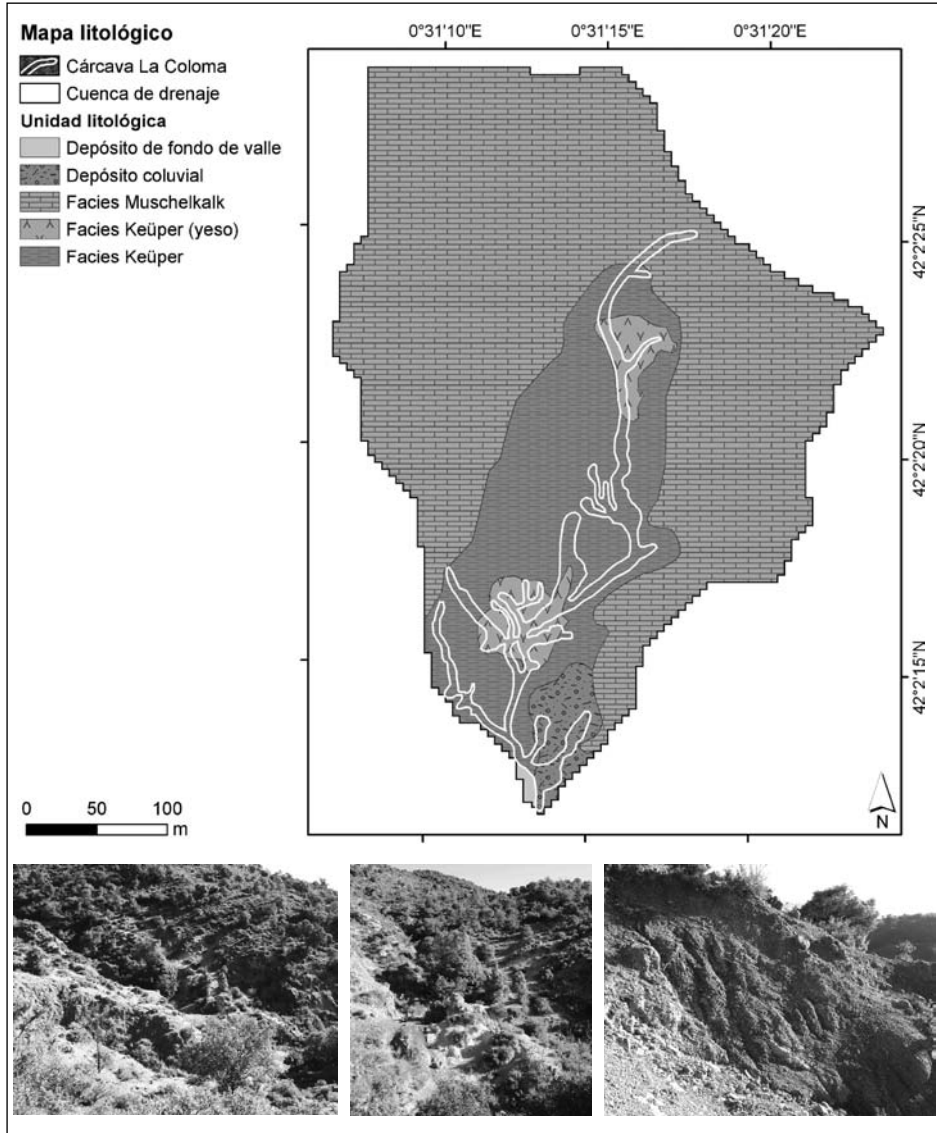 Mapa litológico
Cárcava La Coloma
Cuenca de drenaje
Unidad litológica
Depósito de fondo de valle
Depósito coluvial
Facies Muschelkalk
Facies Keüper (yeso)
Facies Keüper
0°31'10"E
0°31'15"E
0°31'20"E
42°2'25"N
42°2'20"N
42°2'15"N
0 50 100
m
N